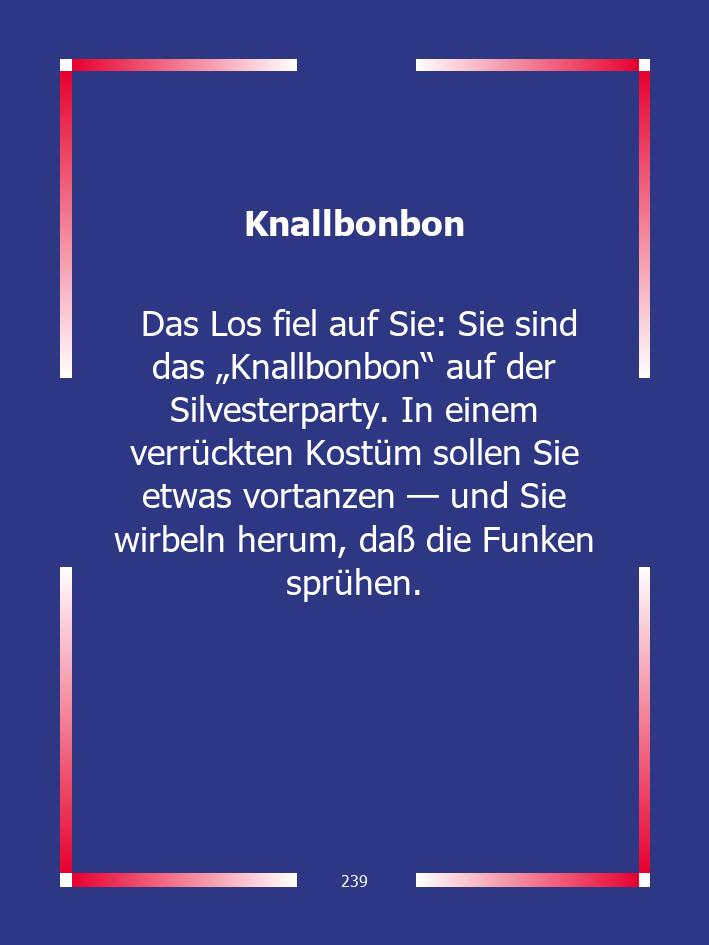 Knallbonbon
Das Los fiel auf Sie: Sie sind
das „Knallbonbon‟ auf der
Silvesterparty. In einem
verrückten Kostüm sollen Sie
etwas vortanzen — und Sie
wirbeln herum, daß die Funken
sprühen.
239